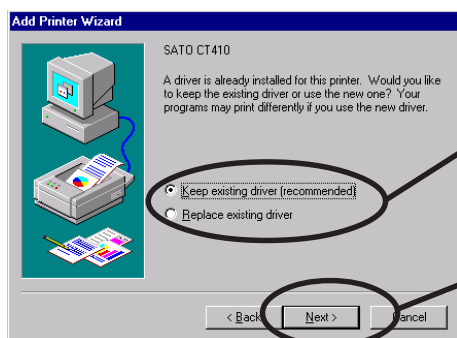 Add Printer Wizard
SATO CT410
A driver is already installed for this printer. Would you like
to keep the existing driver or use the new one? Your
programs may print differently if you use the new driver.
Keep existing driver (recommended)
Replace existing driver
< Back
Next >
Cancel